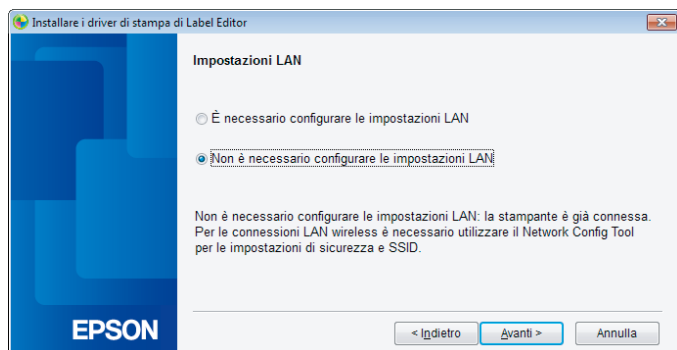 Installare i driver di stampa di Label Editor
Impostazioni LAN
È necessario configurare le impostazioni LAN
Non è necessario configurare le impostazioni LAN
Non è necessario configurare le impostazioni LAN: la stampante è già connessa.
Per le connessioni LAN wireless è necessario utilizzare il Network Config Tool
per le impostazioni di sicurezza e SSID.
EPSON
< Indietro
Avanti >
Annulla